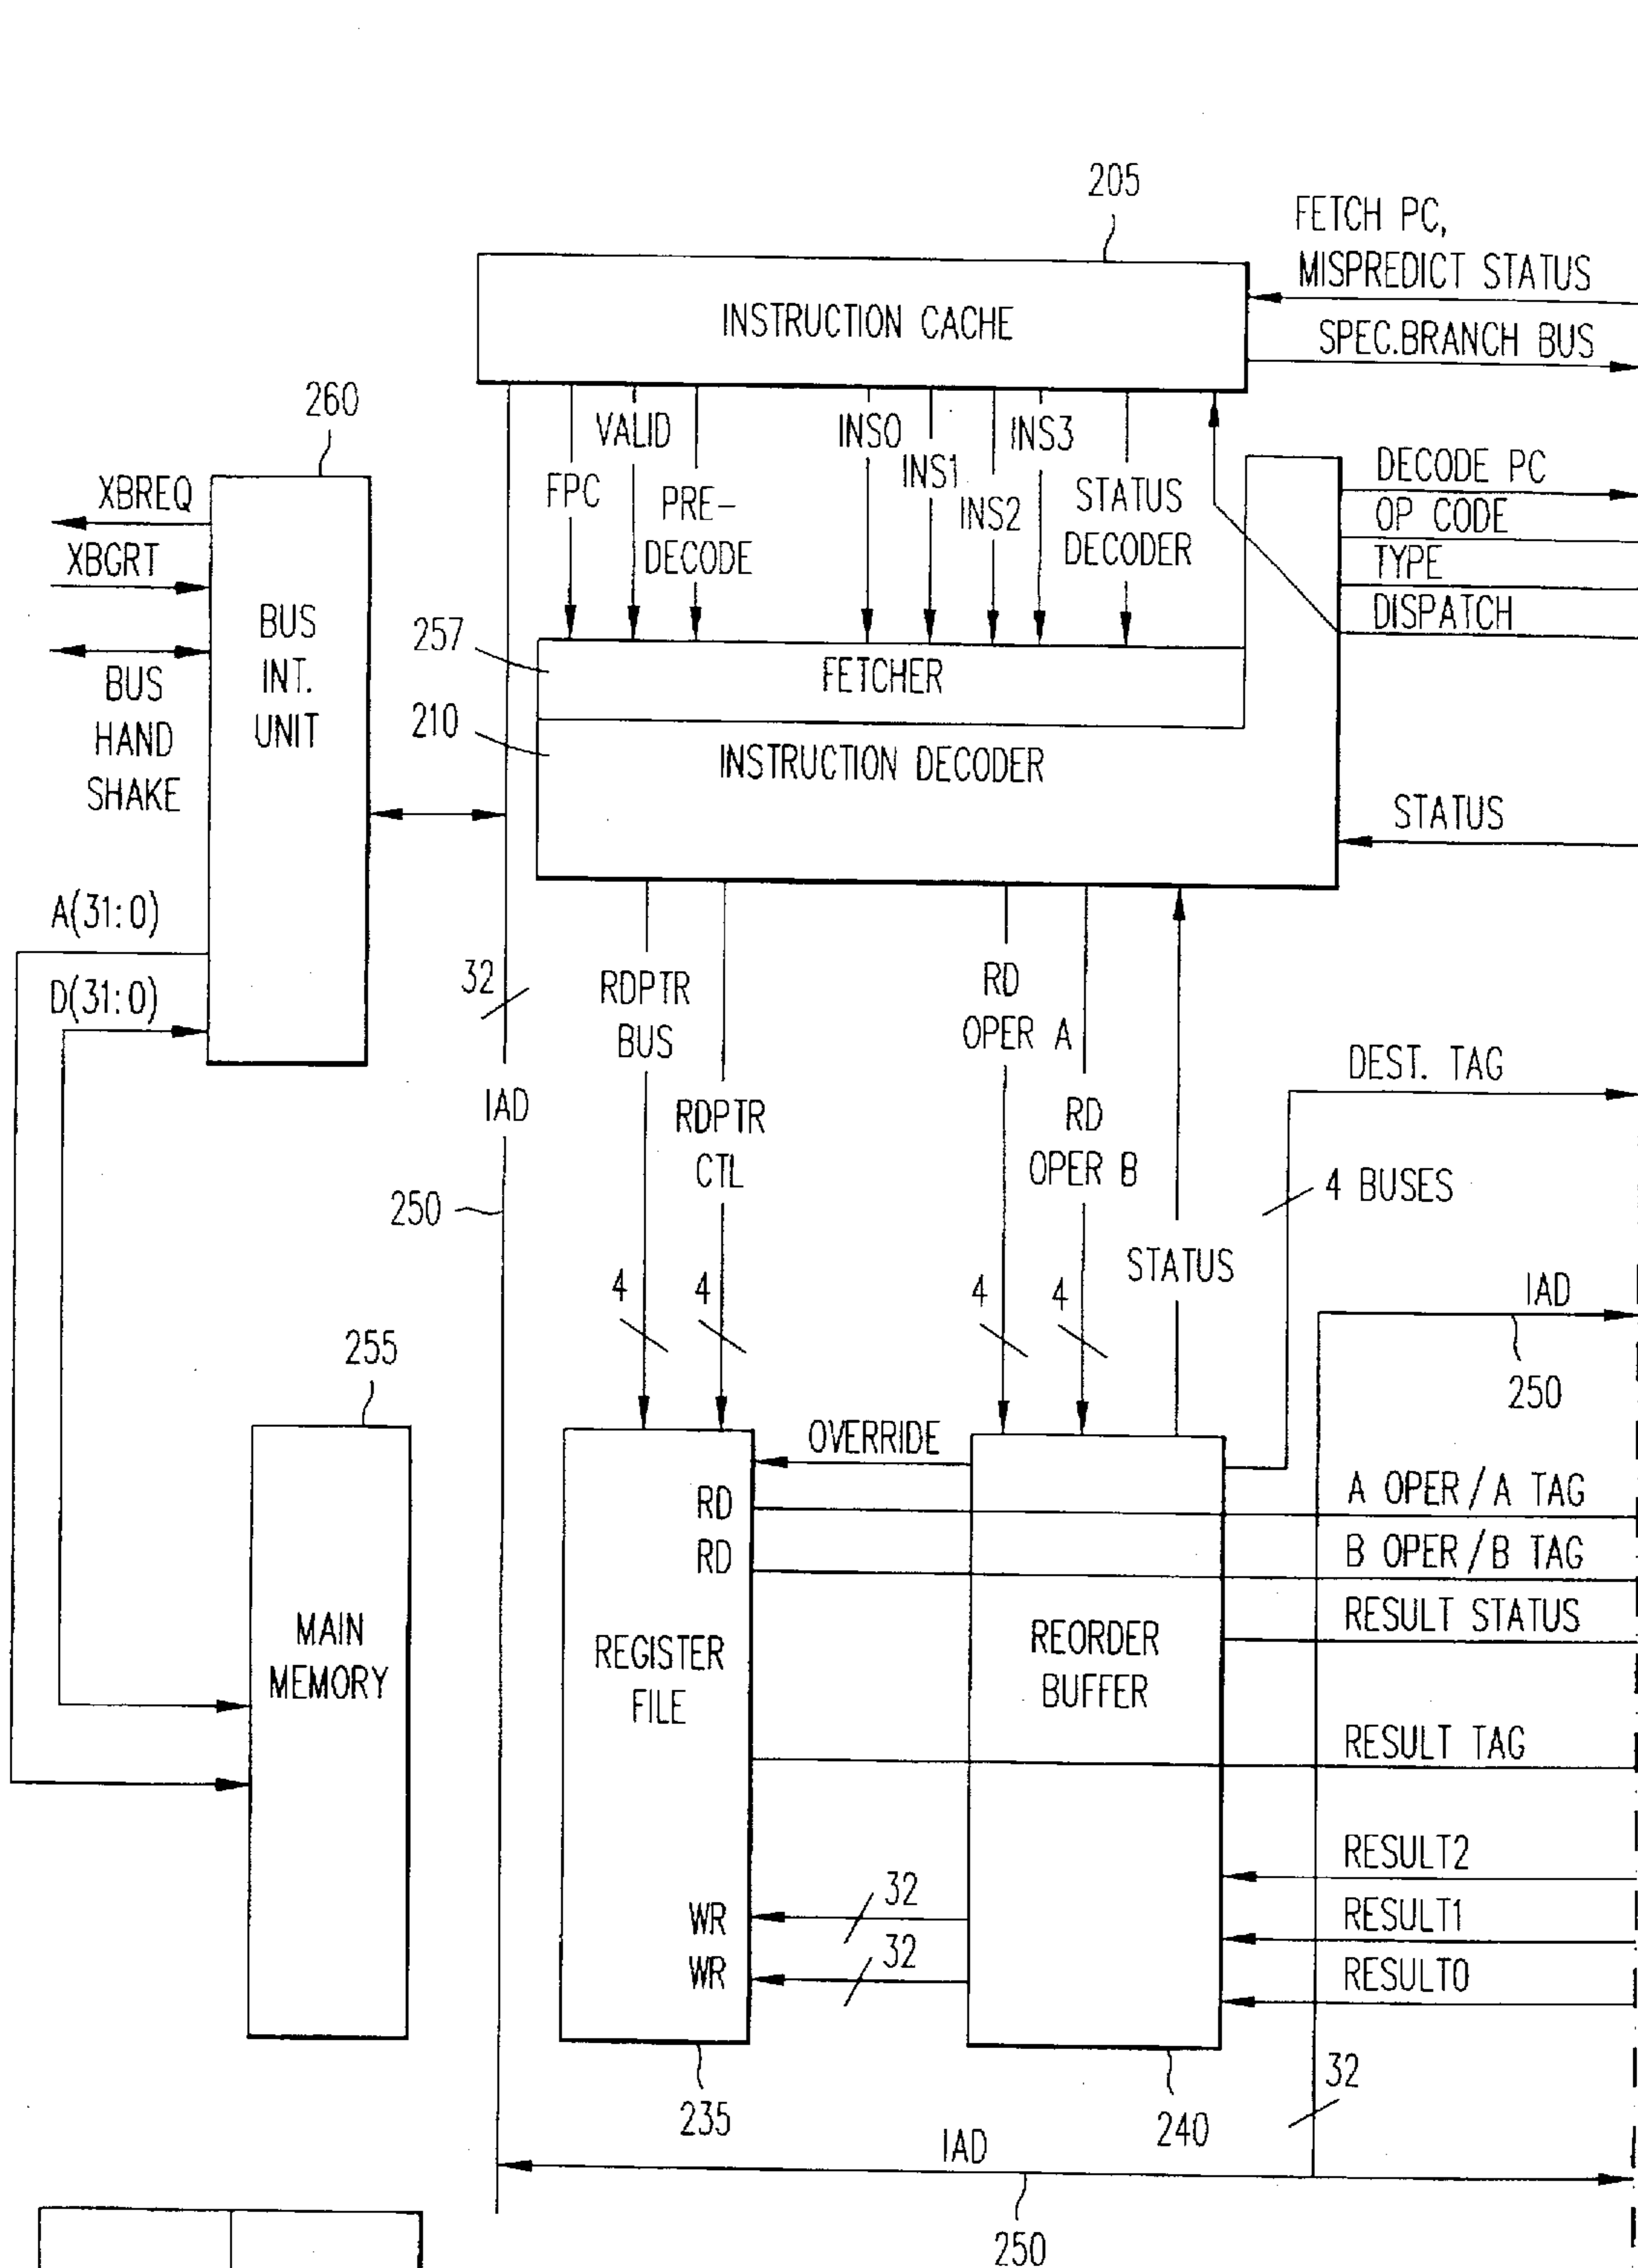 205
FETCH PC,
MISPREDICT STATUS
INSTRUCTION CACHE
SPEC.BRANCH BUS
260
XBREQ
XBGRT
BUS
HAND
SHAKE
BUS
INT.
UNIT
A(31:0)
D(31:0)
FPC
VALID
PRE-
DECODE
INS0
INS1
INS2
INS3
STATUS
DECODER
DECODE PC
OP CODE
TYPE
DISPATCH
257
FETCHER
210
INSTRUCTION DECODER
STATUS
32
IAD
250
RDPTR
BUS
RDPTR
CTL
RD
OPER A
RD
OPER B
STATUS
4
4
4
4
DEST. TAG
4 BUSES
IAD
250
255
MAIN
MEMORY
OVERRIDE
RD
RD
REGISTER
FILE
WR
WR
32
32
235
REORDER
BUFFER
240
A OPER/A TAG
B OPER/B TAG
RESULT STATUS
RESULT TAG
RESULT2
RESULT1
RESULT0
32
IAD
250